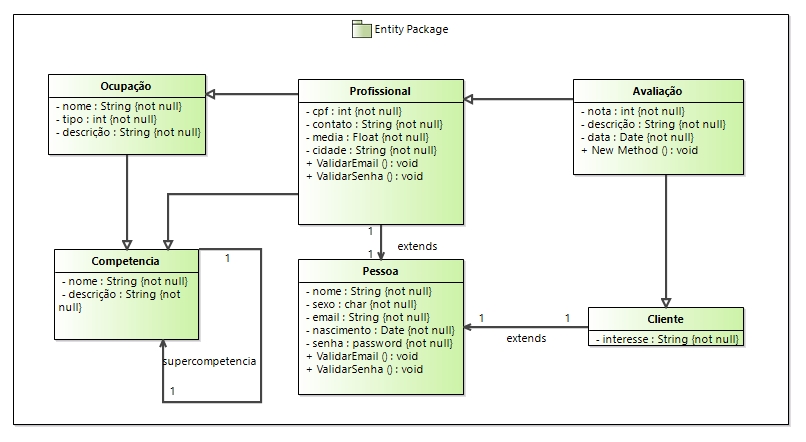 Entity Package
Ocupação
- nome : String {not null}
- tipo : int {not null}
- descrição : String {not null}
Profissional
- cpf : int {not null}
- contato : String {not null}
- media : Float {not null}
- cidade : String {not null}
+ ValidarEmail () : void
+ ValidarSenha () : void
Avaliação
- nota : int {not null}
- descrição : String {not null}
- data : Date {not null}
+ New Method () : void
1
1
extends
Competencia
- nome : String {not null}
- descrição : String {not
null}
1
supercompetencia
1
Pessoa
- nome : String {not null}
- sexo : char {not null}
- email : String {not null}
- nascimento : Date {not null}
- senha : password {not null}
+ ValidarEmail () : void
+ ValidarSenha () : void
1
1
extends
Cliente
- interesse : String {not null}